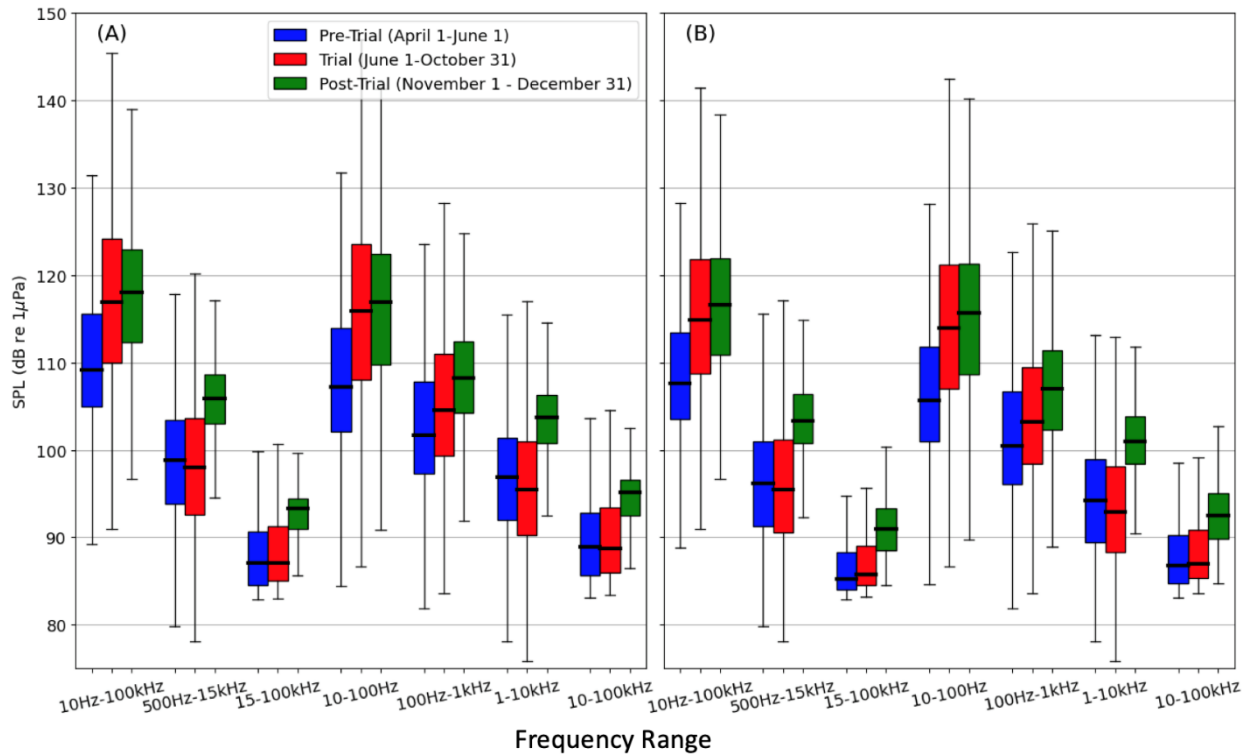 (A)
Pre-Trial (April 1-June 1)
Trial (June 1-October 31)
Post-Trial (November 1 - December 31)
(B)
150
140
130
120
110
100
90
80
SPL (dB re 1μPa)
10Hz-100kHz
500Hz-15kHz
15-100kHz
10-100Hz
100Hz-1kHz
1-10kHz
10-100kHz
10Hz-100kHz
500Hz-15kHz
15-100kHz
10-100Hz
100Hz-1kHz
1-10kHz
10-100kHz
Frequency Range